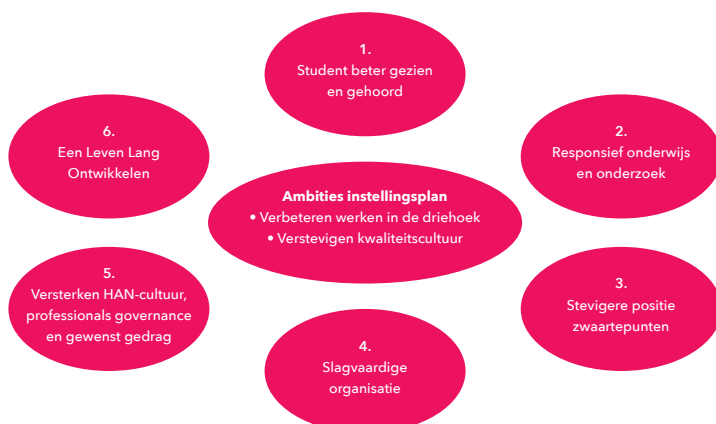 1.
Student beter gezien
en gehoord
2.
Responsief onderwijs
en onderzoek
3.
Stevigere positie
zwaartepunten
4.
Slagvaardige
organisatie
5.
Versterken HAN-cultuur,
professionals governance
en gewenst gedrag
6.
Een Leven Lang
Ontwikkelen
Ambities instellingsplan
• Verbeteren werken in de driehoek
• Verstevigen kwaliteitscultuur